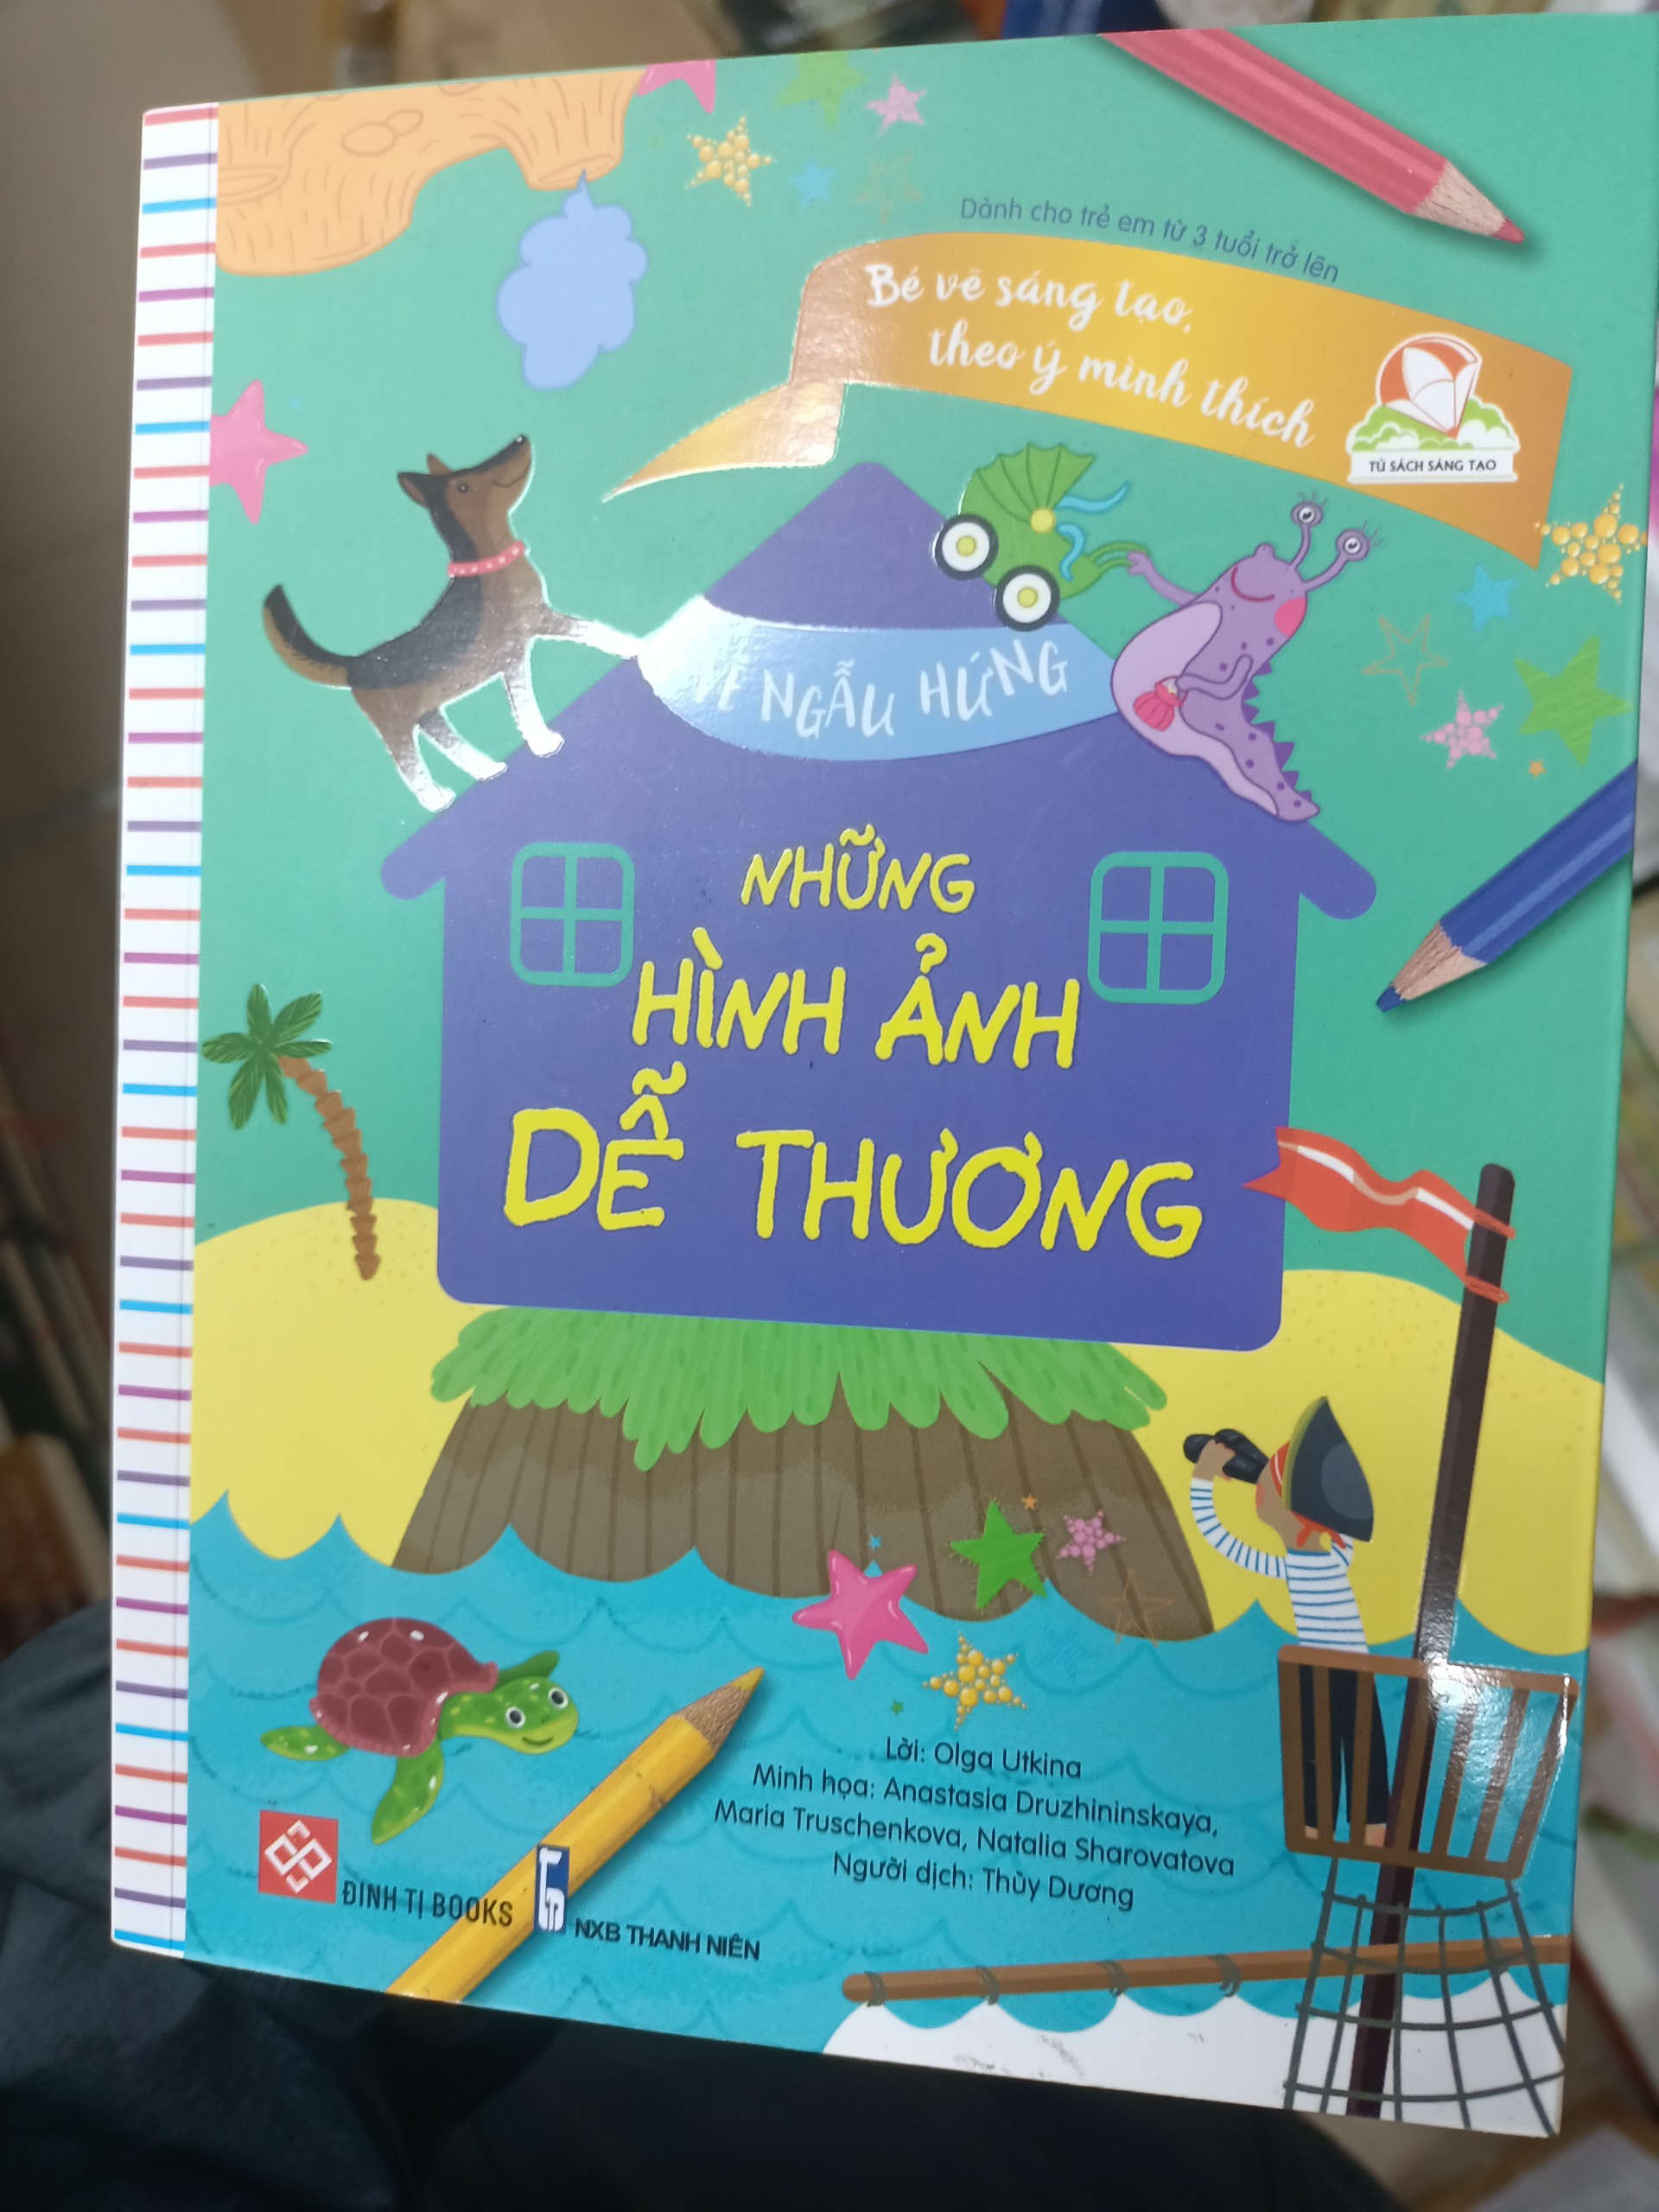 Dành cho trẻ em từ 3 tuổi trở lên
Bé vẽ sáng tạo,
theo ý mình thích
TỦ SÁCH SÁNG TẠO
VẼ NGẪU HỨNG
NHỮNG
HÌNH ẢNH
DỄ THƯƠNG
Lời: Olga Utkina
Minh họa: Anastasia Druzhininskaya,
Maria Truschenkova, Natalia Sharovatova
Người dịch: Thùy Dương
ĐINH TỊ BOOKS
NXB THANH NIÊN